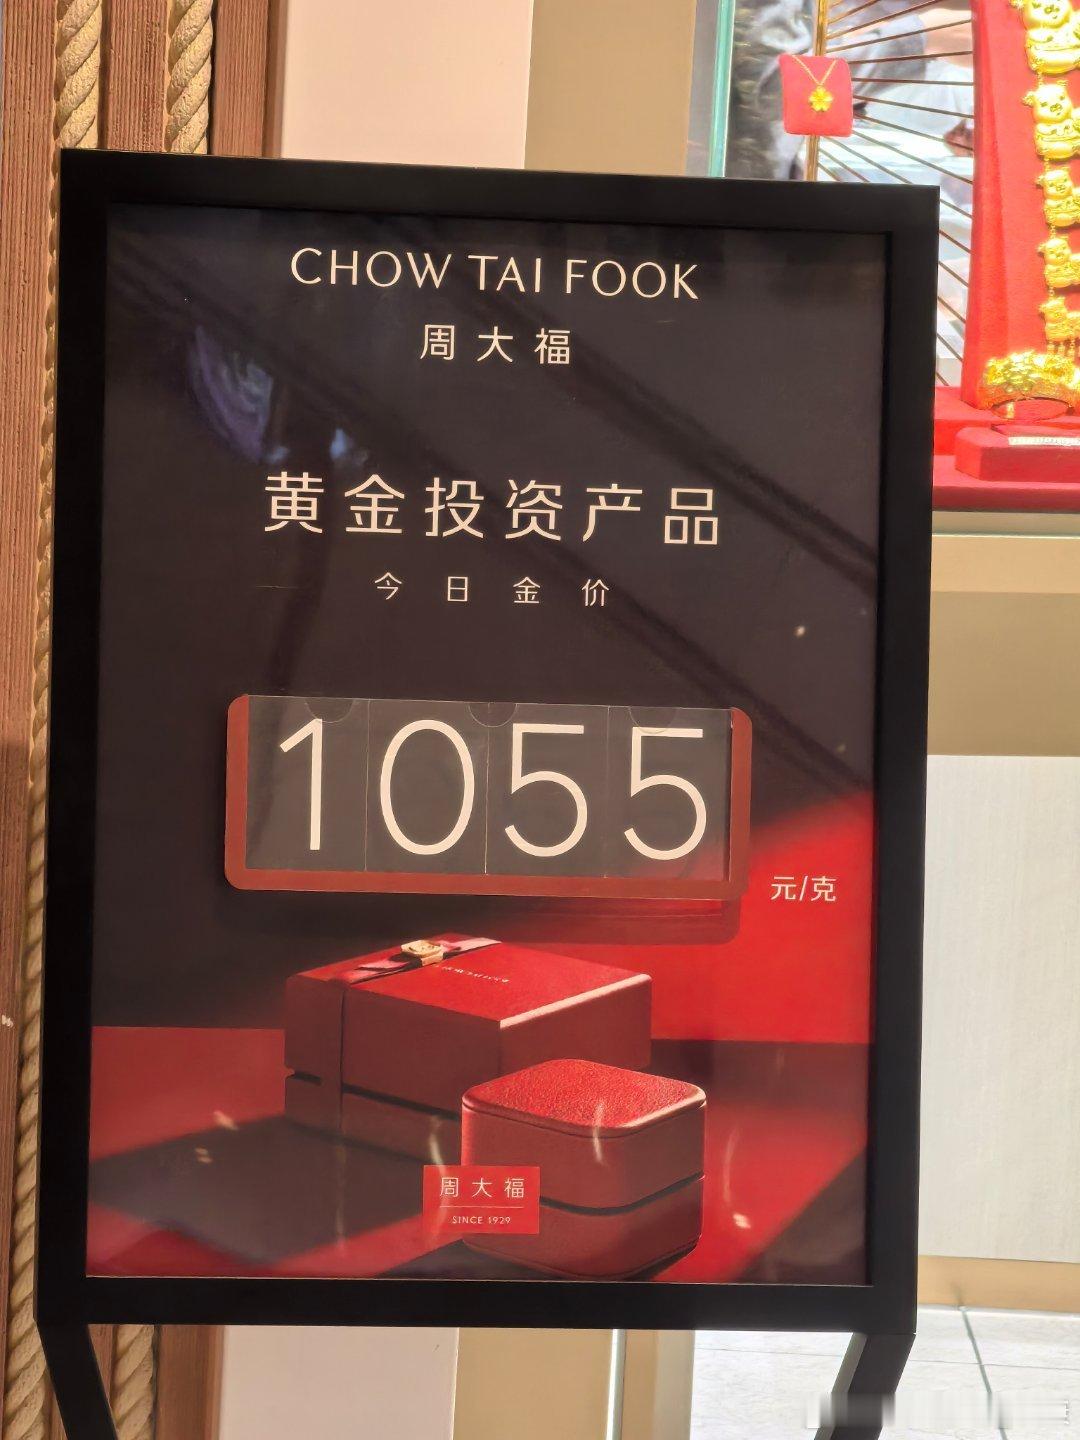 CHOW TAI FOOK
周大福
黄金投资产品
今日金价
1055
元/克
周大福
SINCE 1929